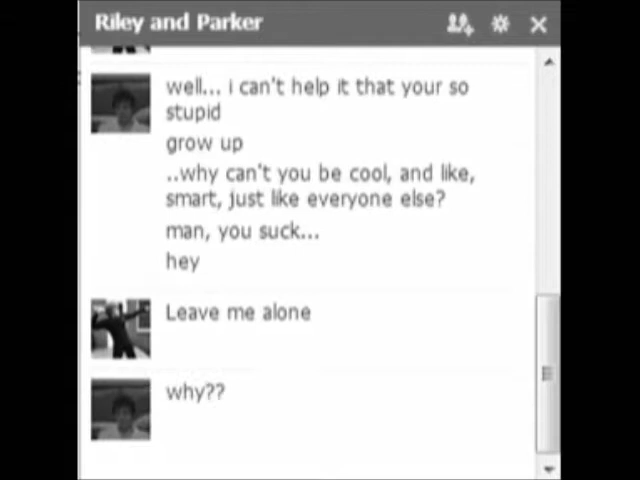 Riley and Parker
well... i can't help it that your so
stupid
grow up
..why can't you be cool, and like,
smart, just like everyone else?
man, you suck...
hey
Leave me alone
why??